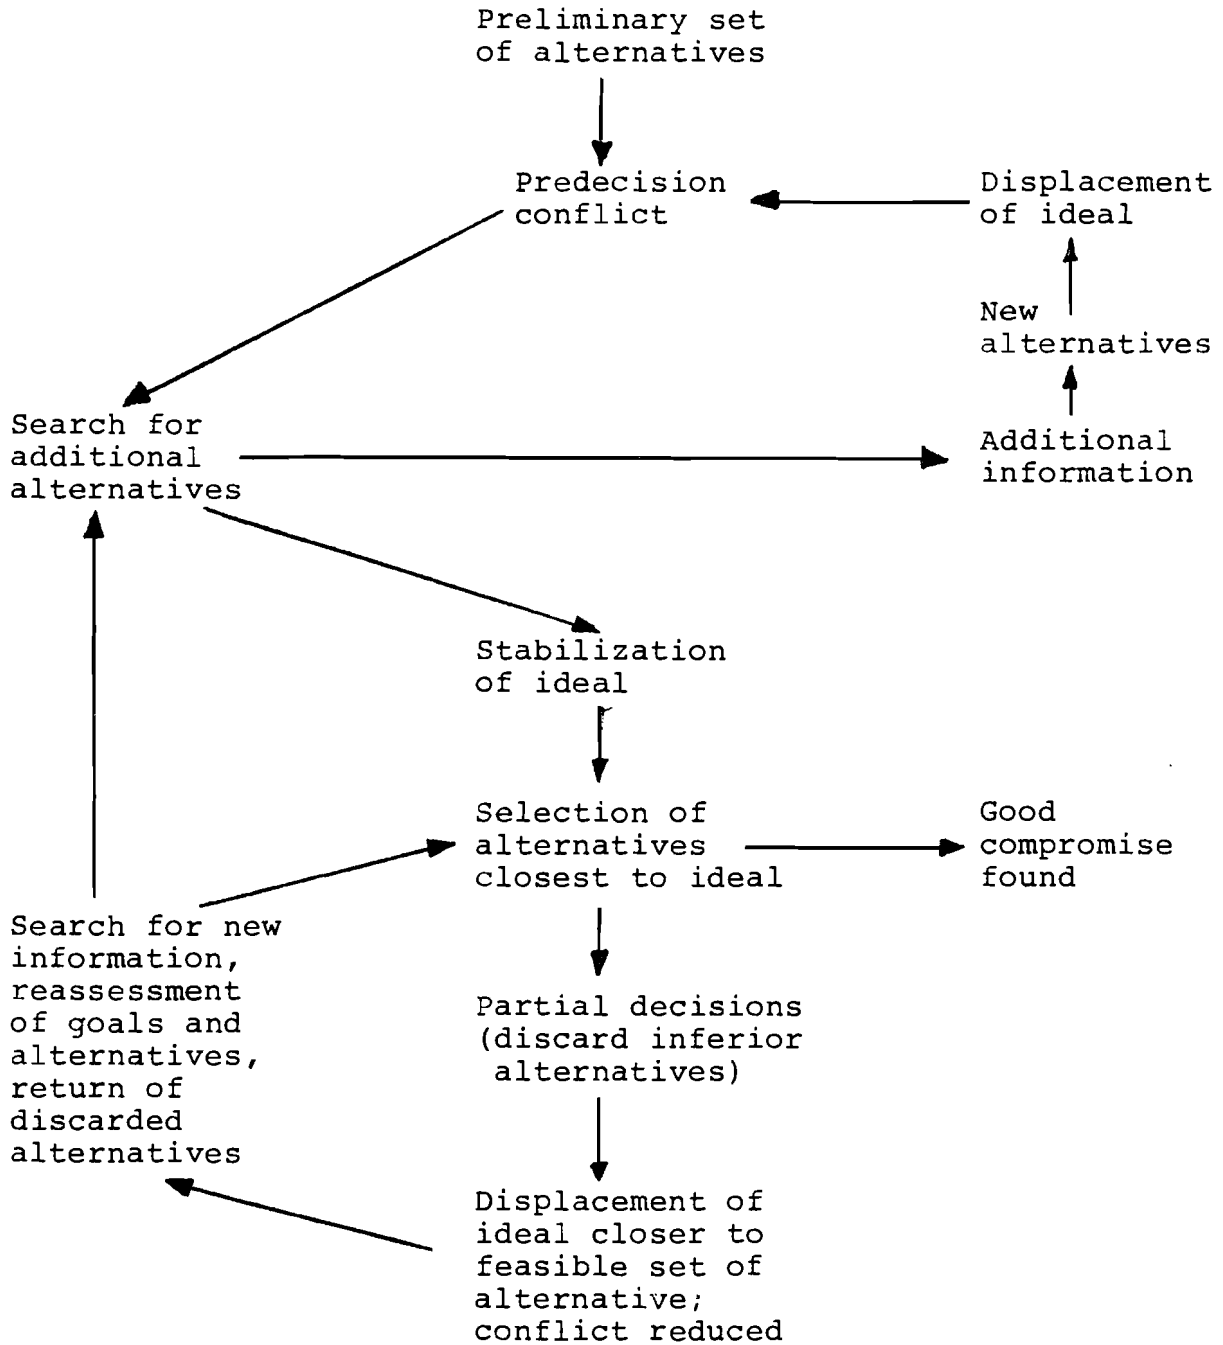 Preliminary set
of alternatives
Predecision
conflict
Displacement
of ideal
New
alternatives
Search for
additional
alternatives
Additional
information
Stabilization
of ideal
Selection of
alternatives
closest to ideal
Good
compromise
found
Search for new
information,
reassessment
of goals and
alternatives,
return of
discarded
alternatives
Partial decisions
(discard inferior
alternatives)
Displacement of
ideal closer to
feasible set of
alternative;
conflict reduced